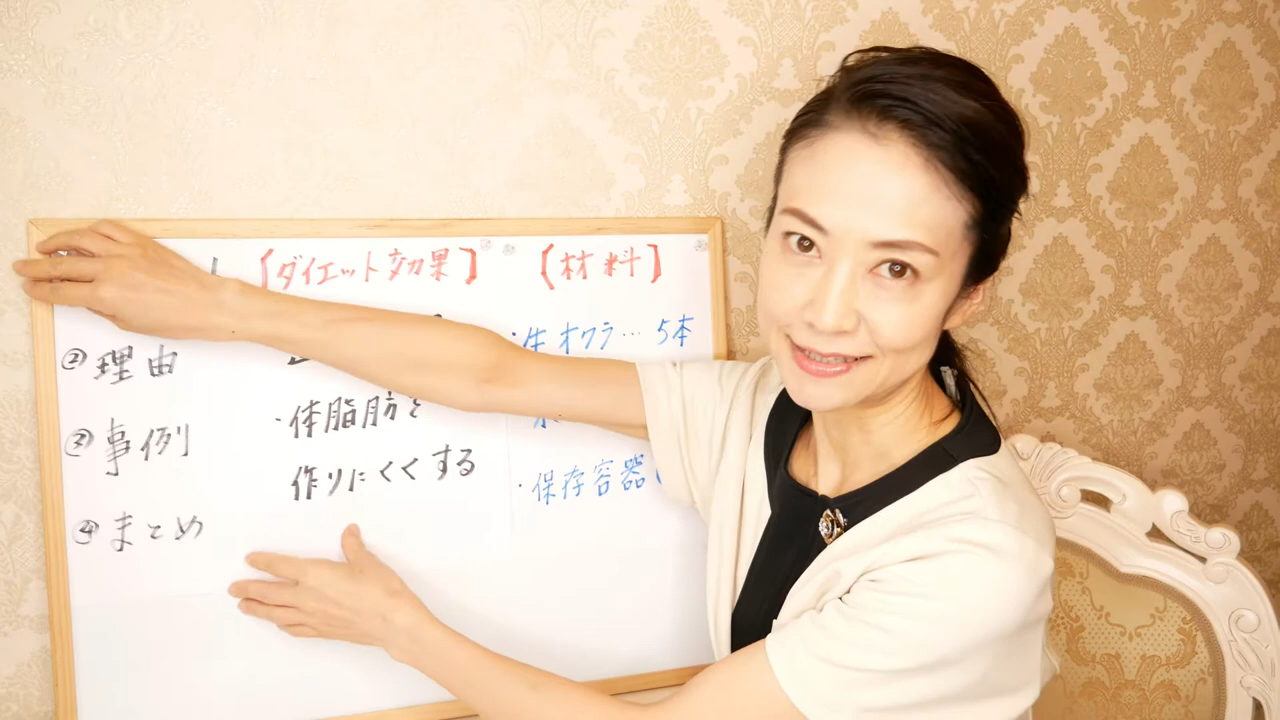 ②理由
③事例
④まとめ
【ダイエット効果】
・体脂肪を
作りにくくする
【材料】
・生オクラ… 5本
・保存容器